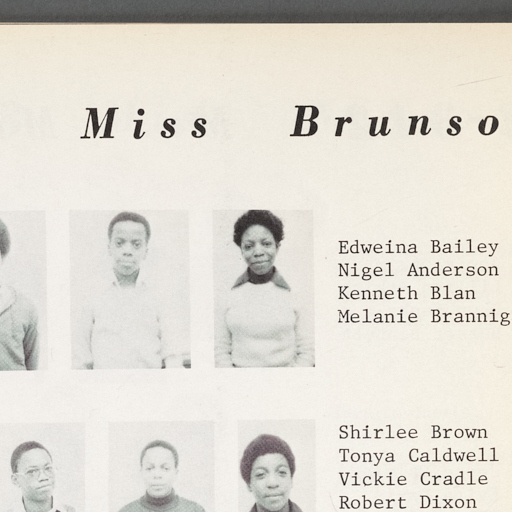 Miss Brunso
Edweina Bailey
Nigel Anderson
Kenneth Blan
Melanie Brannig
Shirlee Brown
Tonya Caldwell
Vickie Cradle
Robert Dixon